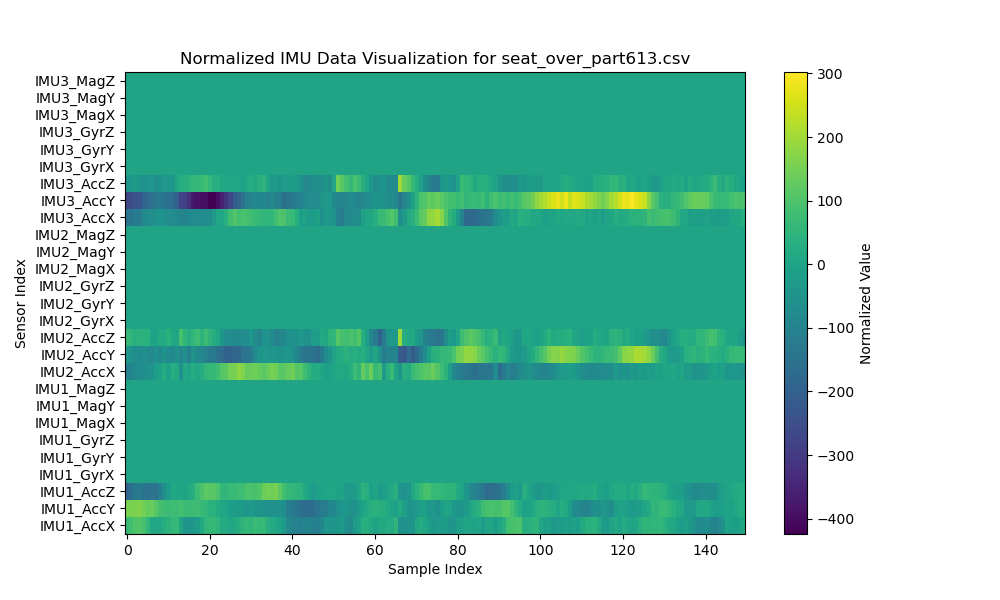 Normalized IMU Data Visualization for seat_over_part613.csv
IMU3_MagZ
IMU3_MagY
IMU3_MagX
IMU3_GyrZ
IMU3_GyrY
IMU3_GyrX
IMU3_AccZ
IMU3_AccY
IMU3_AccX
IMU2_MagZ
IMU2_MagY
IMU2_MagX
IMU2_GyrZ
IMU2_GyrY
IMU2_GyrX
IMU2_AccZ
IMU2_AccY
IMU2_AccX
IMU1_MagZ
IMU1_MagY
IMU1_MagX
IMU1_GyrZ
IMU1_GyrY
IMU1_GyrX
IMU1_AccZ
IMU1_AccY
IMU1_AccX
Sensor Index
0 20 40 60 80 100 120 140
Sample Index
300
200
100
0
−100
−200
−300
−400
Normalized Value